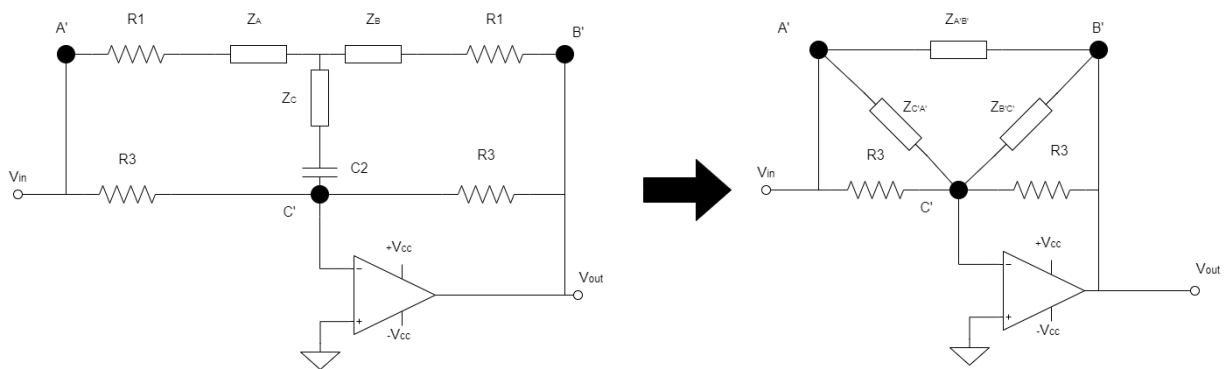 A' R1 ZA ZB R1 B'
ZC
R3 C2 R3
Vin
C'
+Vcc
Vout
-Vcc
ZA'B'
A' B'
ZC'A' ZB'C'
R3 R3
Vin
C'
+Vcc
Vout
-Vcc